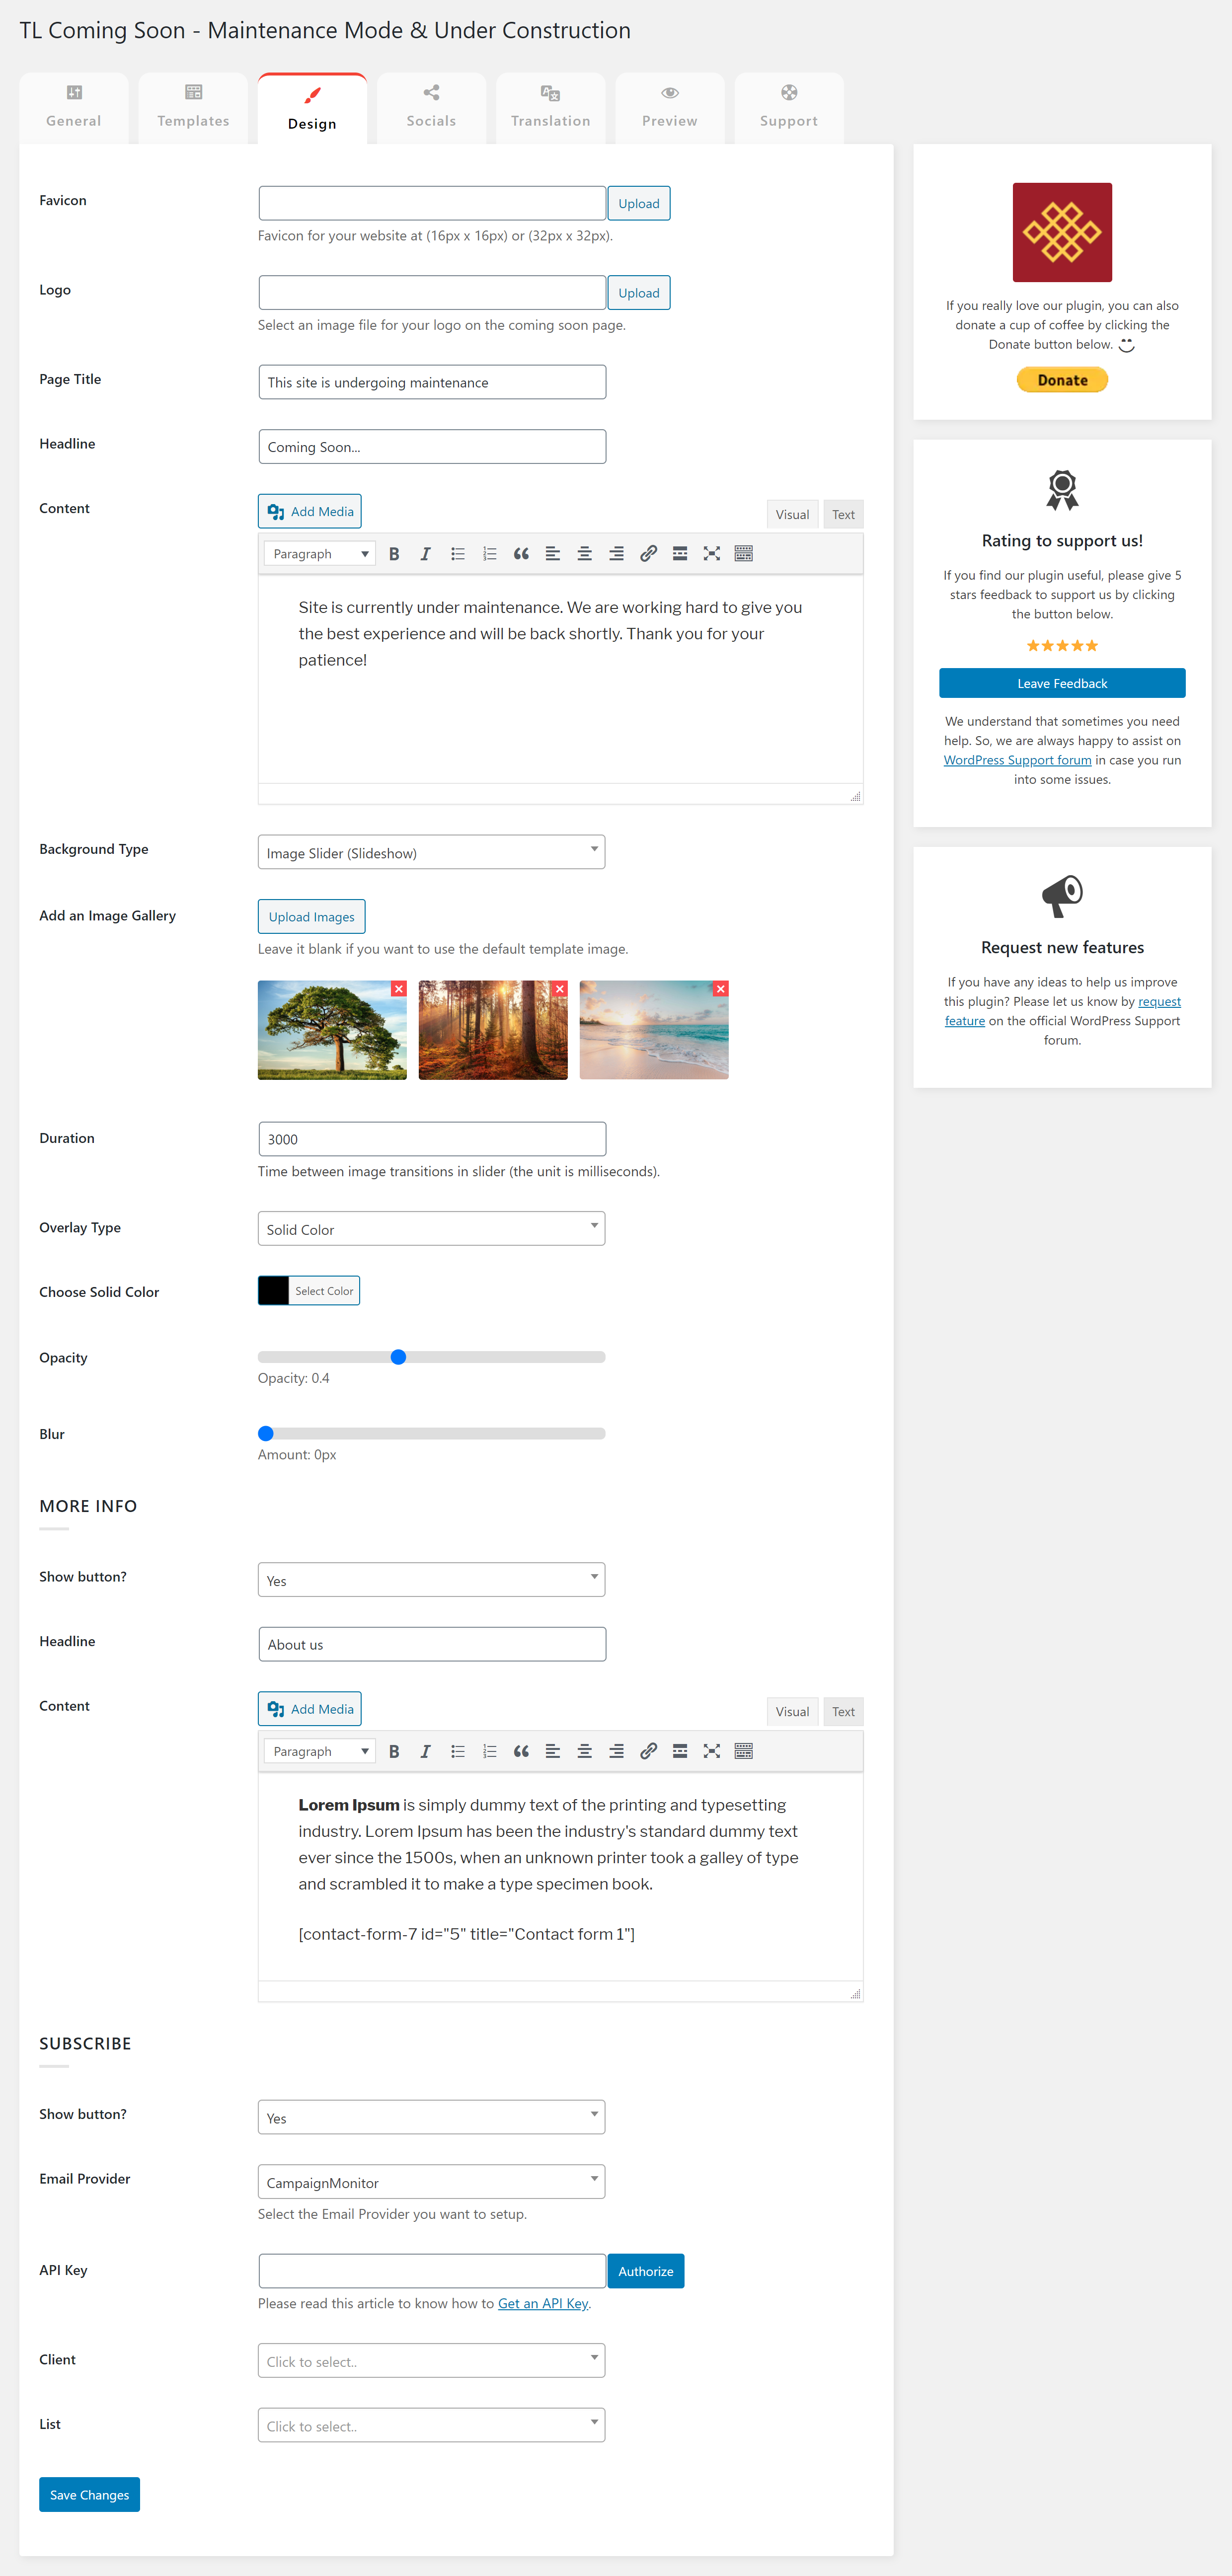 TL Coming Soon - Maintenance Mode & Under Construction
General
Templates
Design
Socials
Translation
Preview
Support
Favicon
Upload
Favicon for your website at (16px x 16px) or (32px x 32px).
Logo
Upload
Select an image file for your logo on the coming soon page.
Page Title
This site is undergoing maintenance
Headline
Coming Soon...
Content
Add Media
Visual
Text
Paragraph
B
I
Site is currently under maintenance. We are working hard to give you
the best experience and will be back shortly. Thank you for your
patience!
Background Type
Image Slider (Slideshow)
Add an Image Gallery
Upload Images
Leave it blank if you want to use the default template image.
Duration
3000
Time between image transitions in slider (the unit is milliseconds).
Overlay Type
Solid Color
Choose Solid Color
Select Color
Opacity
Opacity: 0.4
Blur
Amount: 0px
MORE INFO
Show button?
Yes
Headline
About us
Content
Add Media
Visual
Text
Paragraph
B
I
Lorem Ipsum is simply dummy text of the printing and typesetting
industry. Lorem Ipsum has been the industry's standard dummy text
ever since the 1500s, when an unknown printer took a galley of type
and scrambled it to make a type specimen book.
[contact-form-7 id="5" title="Contact form 1"]
SUBSCRIBE
Show button?
Yes
Email Provider
CampaignMonitor
Select the Email Provider you want to setup.
API Key
Authorize
Please read this article to know how to Get an API Key.
Client
Click to select..
List
Click to select..
Save Changes
If you really love our plugin, you can also
donate a cup of coffee by clicking the
Donate button below.
Donate
Rating to support us!
If you find our plugin useful, please give 5
stars feedback to support us by clicking
the button below.
Leave Feedback
We understand that sometimes you need
help. So, we are always happy to assist on
WordPress Support forum in case you run
into some issues.
Request new features
If you have any ideas to help us improve
this plugin? Please let us know by request
feature on the official WordPress Support
forum.